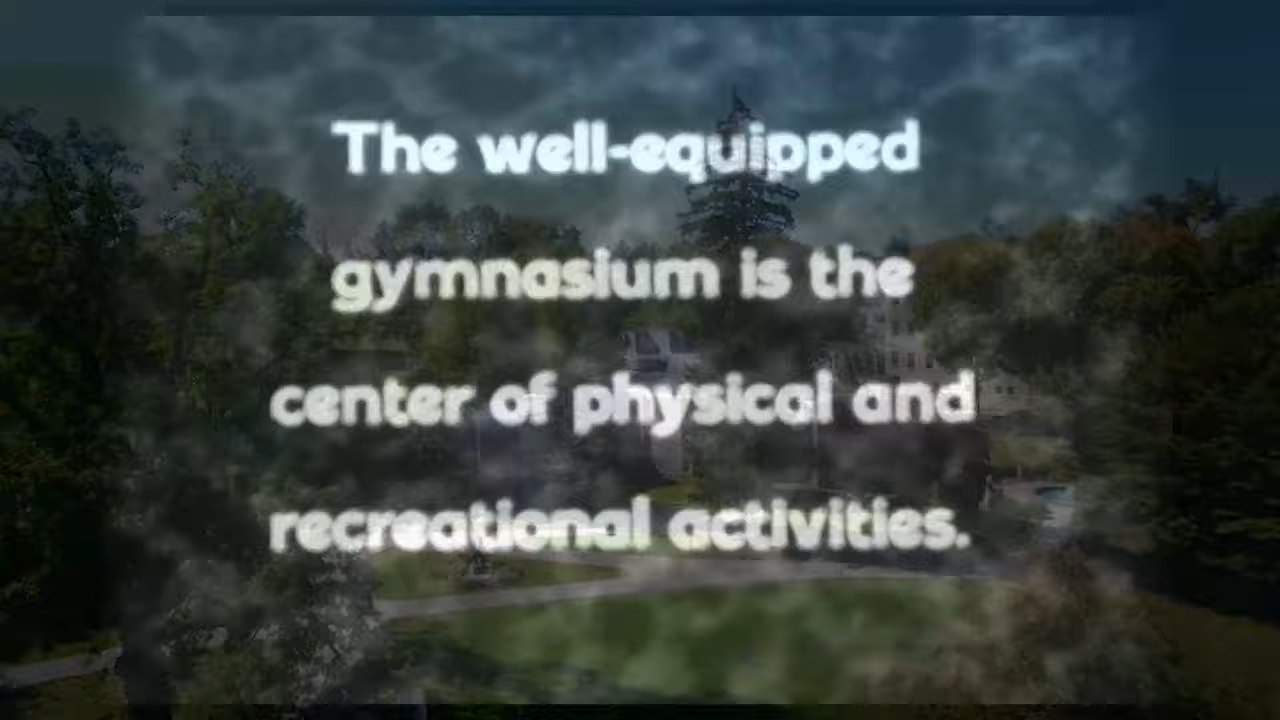 The well-equipped
gymnasium is the
center of physical and
recreational activities.